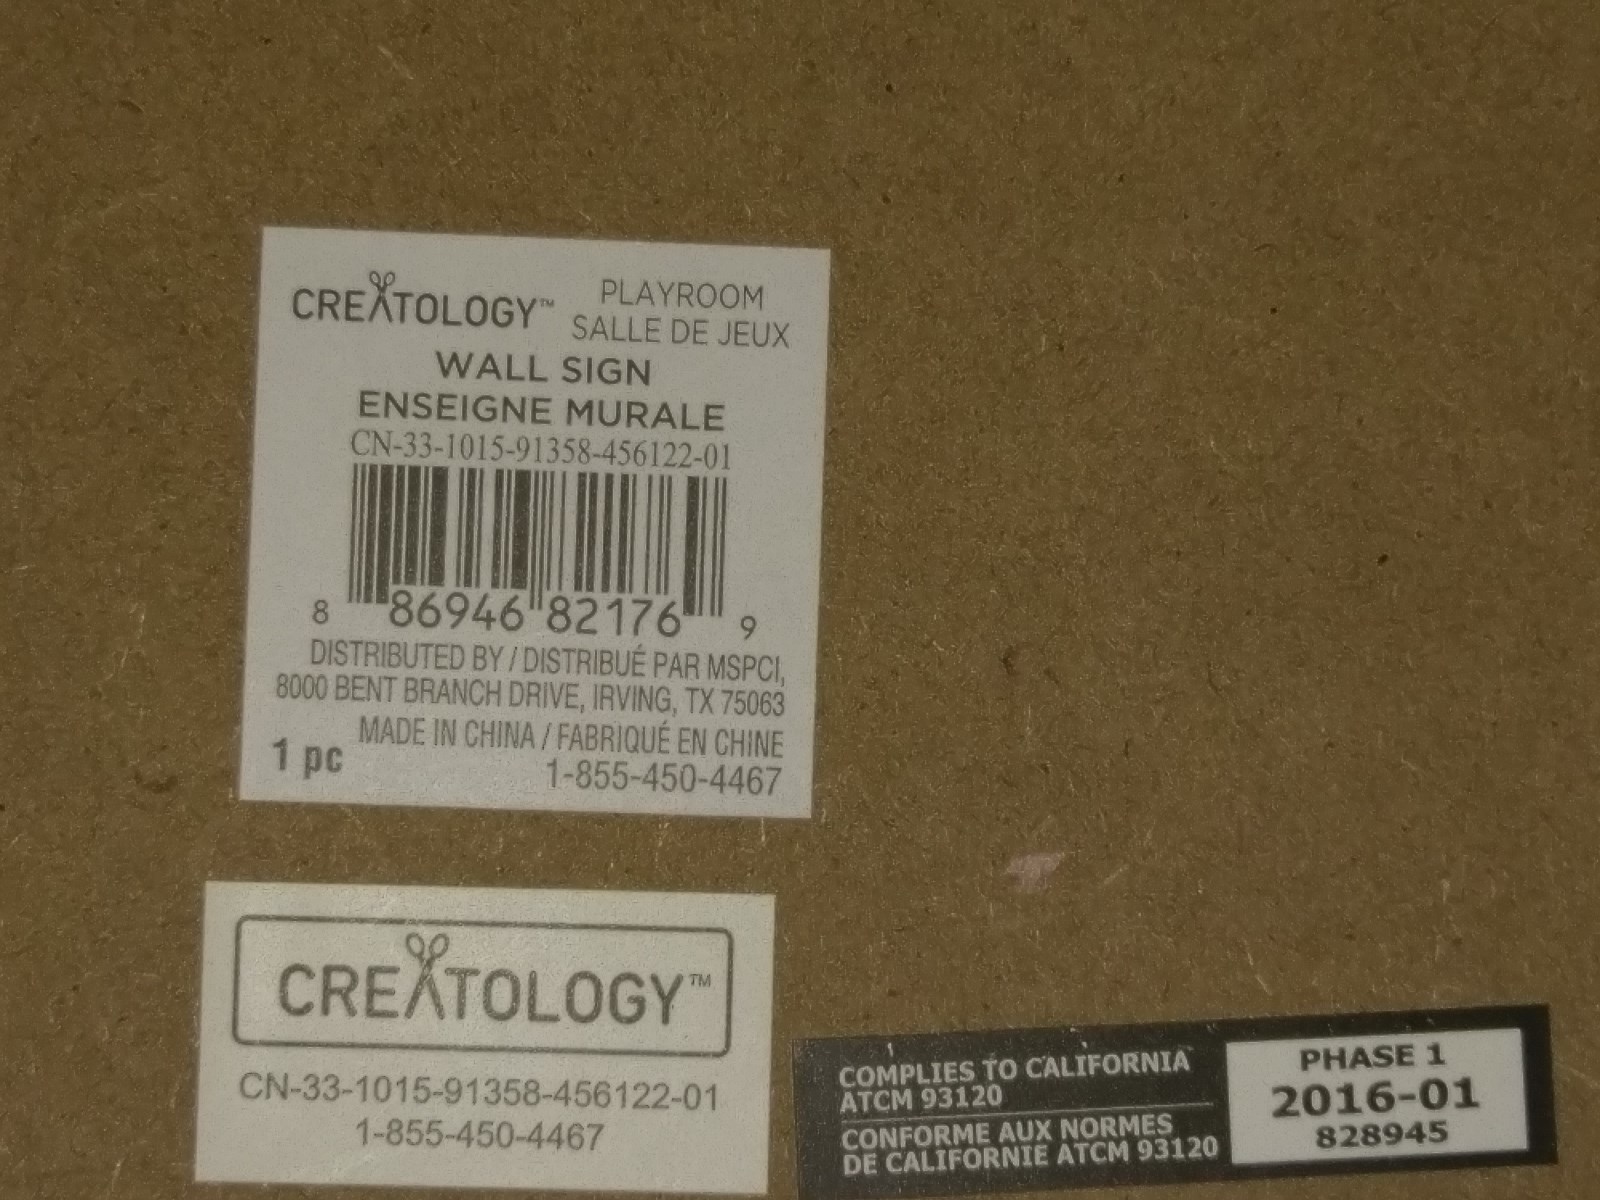 CREATOLOGY™
PLAYROOM
SALLE DE JEUX
WALL SIGN
ENSEIGNE MURALE
CN-33-1015-91358-456122-01
8 86946 82176 9
DISTRIBUTED BY / DISTRIBUÉ PAR MSPCI,
8000 BENT BRANCH DRIVE, IRVING, TX 75063
MADE IN CHINA / FABRIQUÉ EN CHINE
1 pc
1-855-450-4467
CREATOLOGY™
CN-33-1015-91358-456122-01
1-855-450-4467
COMPLIES TO CALIFORNIA
ATCM 93120
CONFORME AUX NORMES
DE CALIFORNIE ATCM 93120
PHASE 1
2016-01
828945